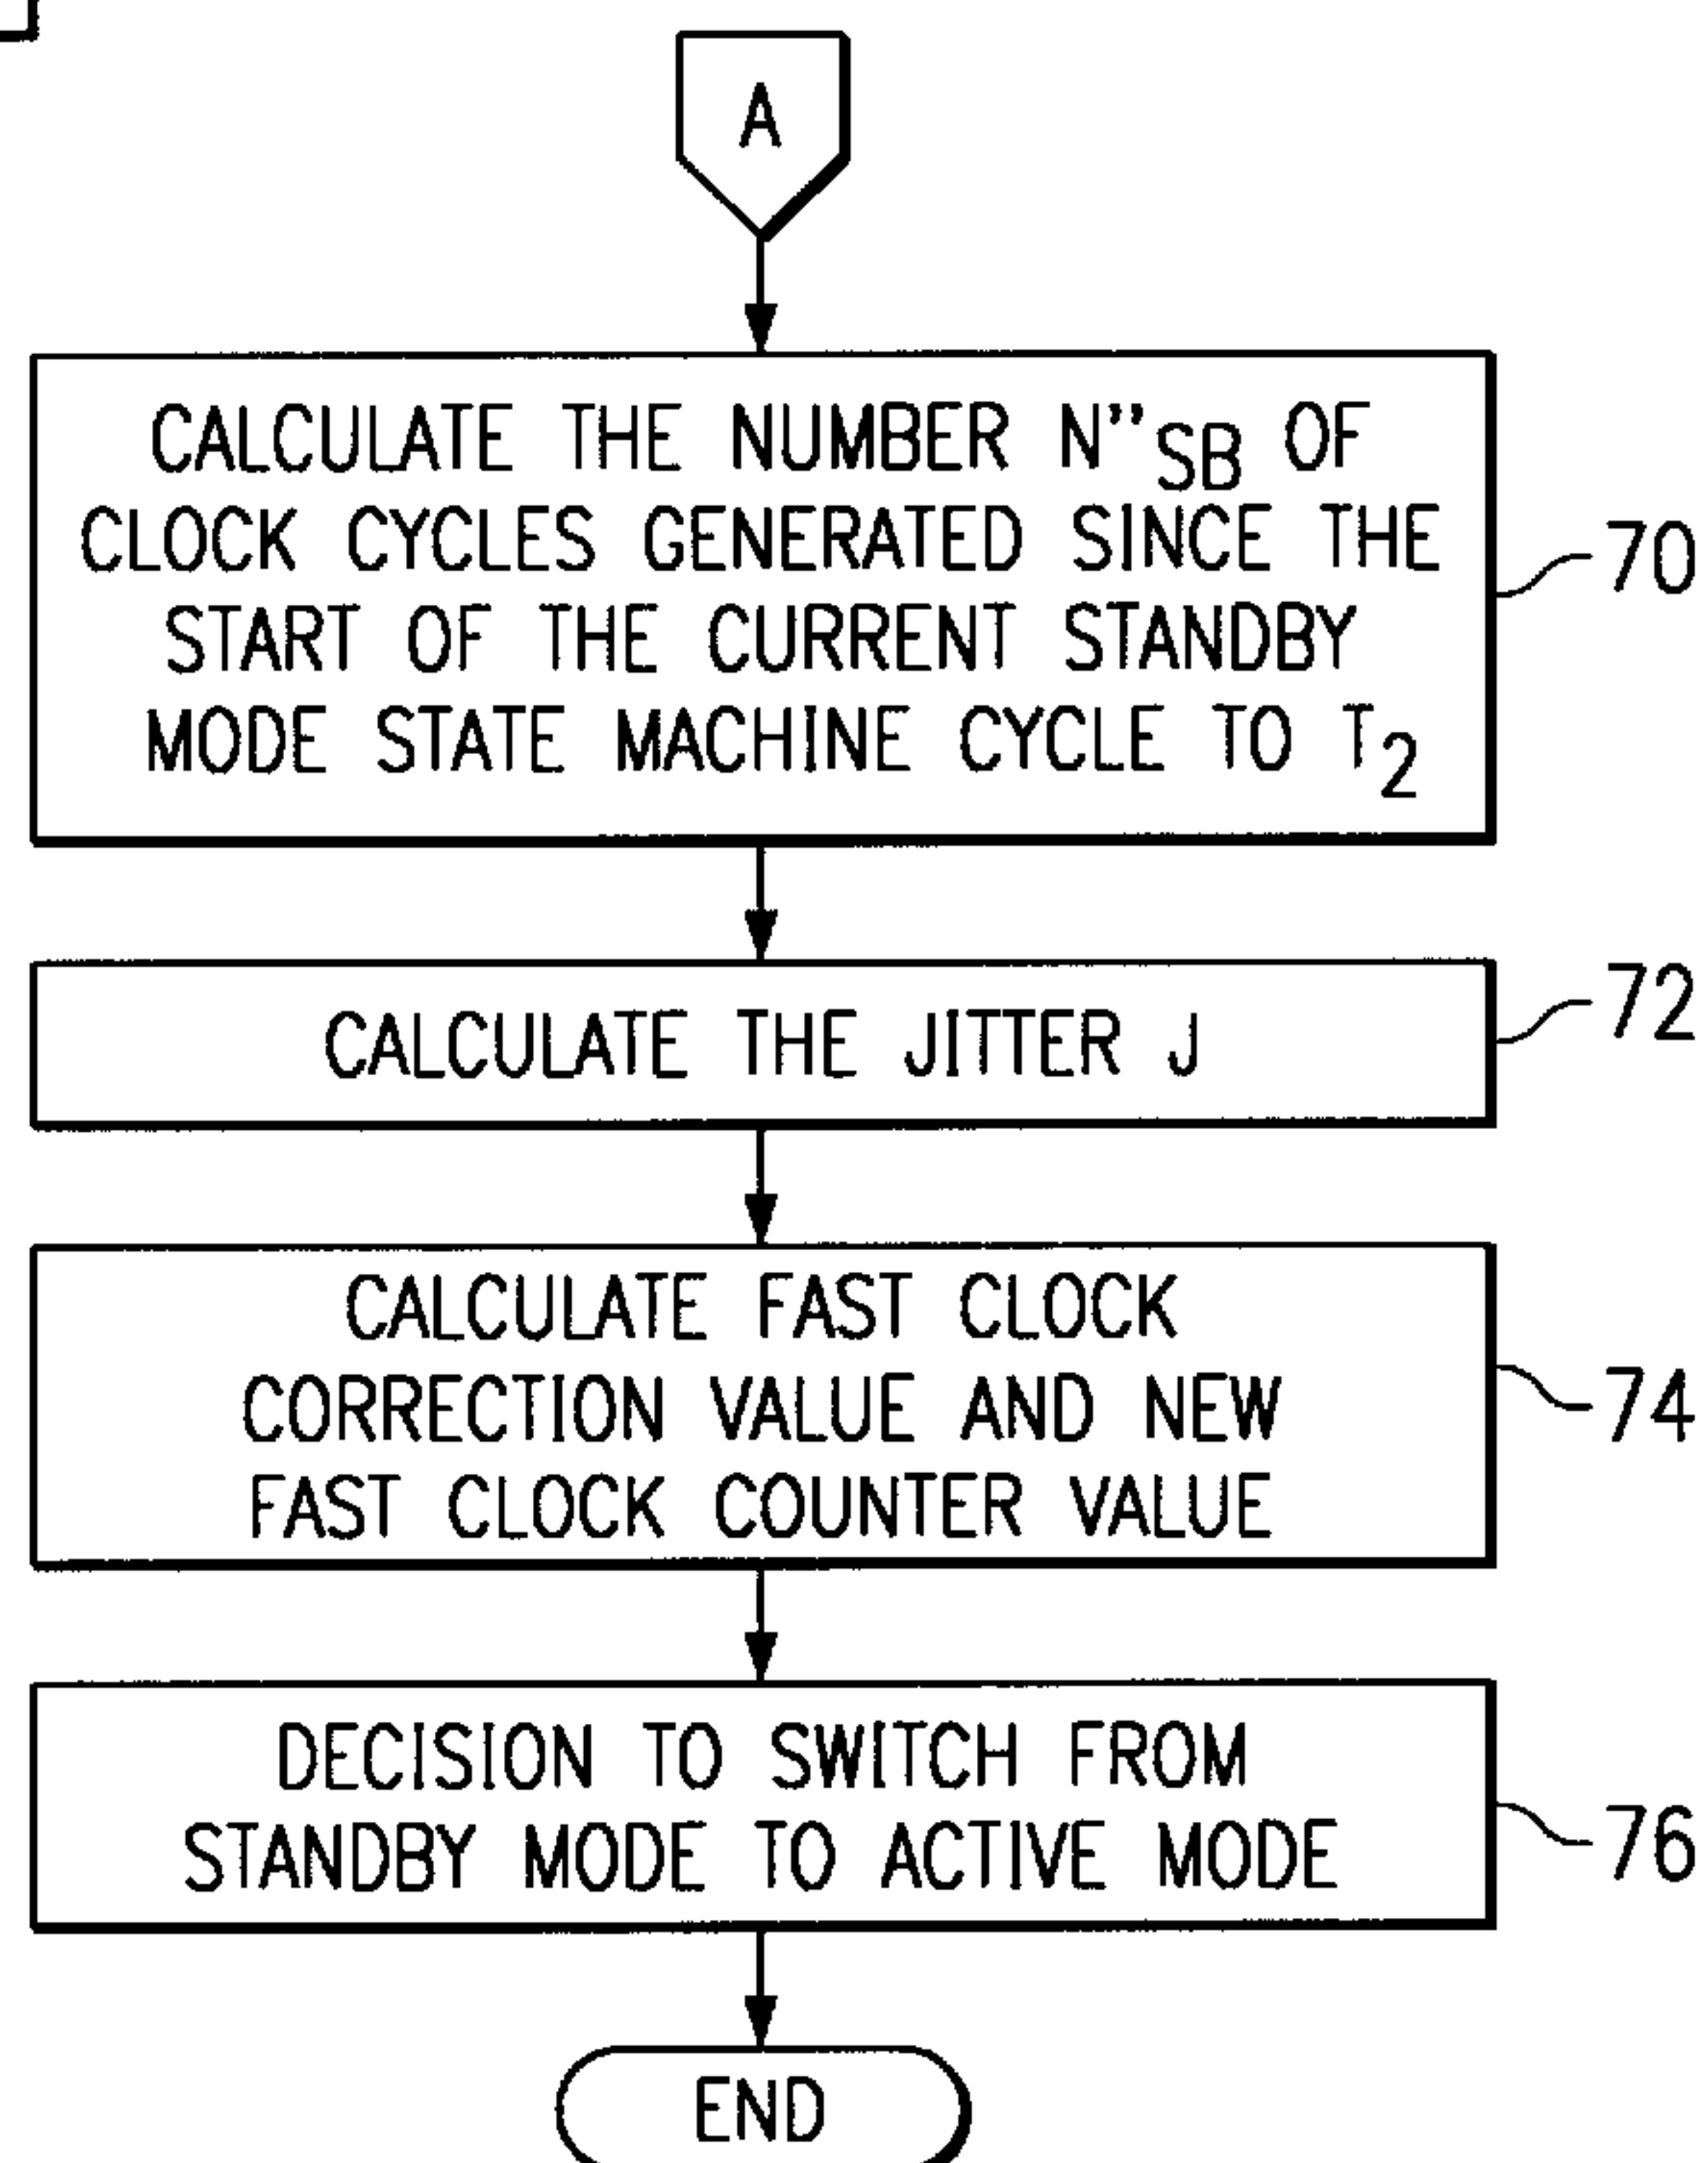 A
CALCULATE THE NUMBER N"SB OF
CLOCK CYCLES GENERATED SINCE THE
START OF THE CURRENT STANDBY
MODE STATE MACHINE CYCLE TO T2
70
CALCULATE THE JITTER J
72
CALCULATE FAST CLOCK
CORRECTION VALUE AND NEW
FAST CLOCK COUNTER VALUE
74
DECISION TO SWITCH FROM
STANDBY MODE TO ACTIVE MODE
76
END